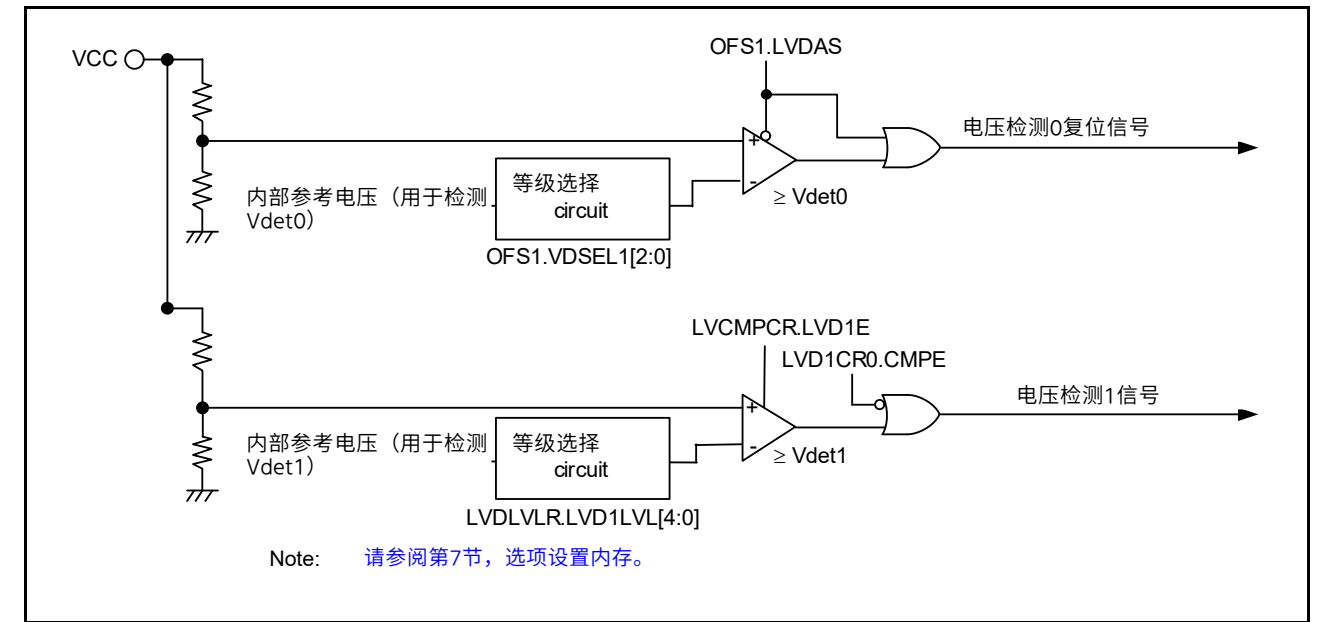 VCC
OFS1.LVDAS
电压检测0复位信号
+
-
≥ Vdet0
内部参考电压（用于检测
Vdet0）
等级选择
circuit
OFS1.VDSEL1[2:0]
LVCMPCR.LVD1E
LVD1CR0.CMPE
电压检测1信号
+
-
≥ Vdet1
内部参考电压（用于检测
Vdet1）
等级选择
circuit
LVDLVLR.LVD1LVL[4:0]
Note: 请参阅第7节，选项设置内存。